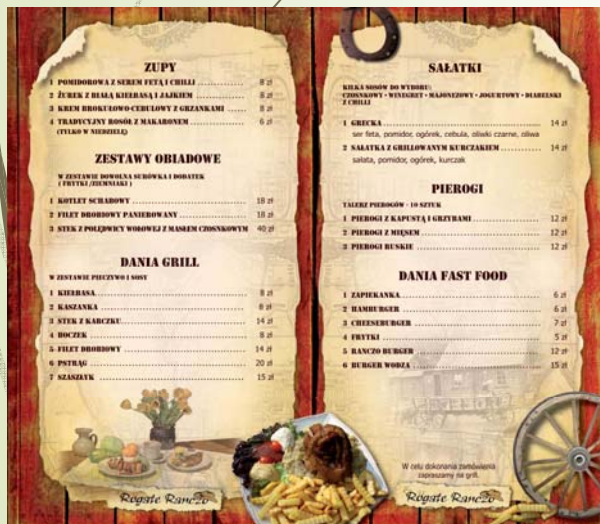 ZUPY
1 POMIDOROWA Z SEREM FETĄ I CHILLI 8 zł
2 ŻUREK Z BIAŁĄ KIEŁBASĄ I JAJKIEM 8 zł
3 KREM BROKUŁOWO-CEBULOWY Z GRZANKAMI 8 zł
4 TRADYCYJNY ROSÓŁ Z MAKARONEM 6 zł
(TYLKO W NIEDZIELĘ)
ZESTAWY OBIADOWE
W ZESTAWIE DOWOLNA SURÓWKA I DODATEK
( FRYTKI /ZIEMNIAKI )
1 KOTLET SCHABOWY 18 zł
2 FILET DROBIOWY PANIEROWANY 18 zł
3 STEK Z POLĘDWICY WOŁOWEJ Z MASŁEM CZOSNKOWYM 40 zł
DANIA GRILL
W ZESTAWIE PIECZYWO I SOSY
1 KIEŁBASA 8 zł
2 KASZANKA 8 zł
3 STEK Z KARCZKU 14 zł
4 BOCZEK 8 zł
5 FILET DROBIOWY 14 zł
6 PSTRĄG 20 zł
7 SZASZŁYK 15 zł
Rogate Ranczo
SAŁATKI
KILKA SOSÓW DO WYBORU:
CZOSNKOWY • WINEGRET • MAJONEZOWY • JOGURTOWY • DIABELSKI
Z CHILLI
1 GRECKA 14 zł
ser feta, pomidor, ogórek, cebula, oliwki czarne, oliwa
2 SAŁATKA Z GRILLOWANYM KURCZAKIEM 14 zł
sałata, pomidor, ogórek, kurczak
PIEROGI
TALERZ PIEROGÓW - 10 SZTUK
1 PIEROGI Z KAPUSTĄ I GRZYBAMI 12 zł
2 PIEROGI Z MIĘSEM 12 zł
3 PIEROGI RUSKIE 12 zł
DANIA FAST FOOD
1 ZAPIEKANKA 6 zł
2 HAMBURGER 6 zł
3 CHEESEBURGER 7 zł
4 FRYTKI 5 zł
5 RANCZO BURGER 12 zł
6 BURGER WODZA 15 zł
W celu dokonania zamówienia
zapraszamy na grill.
Rogate Ranczo